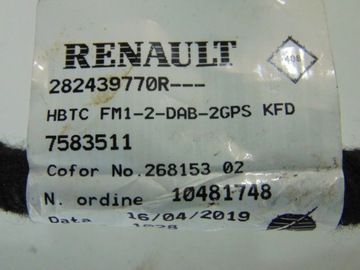 RENAULT
282439770R---
HBTC FM1-2-DAB-2GPS KFD
7583511
Cofor No.268153 02
N. ordine 10481748
Data 16/04/2019